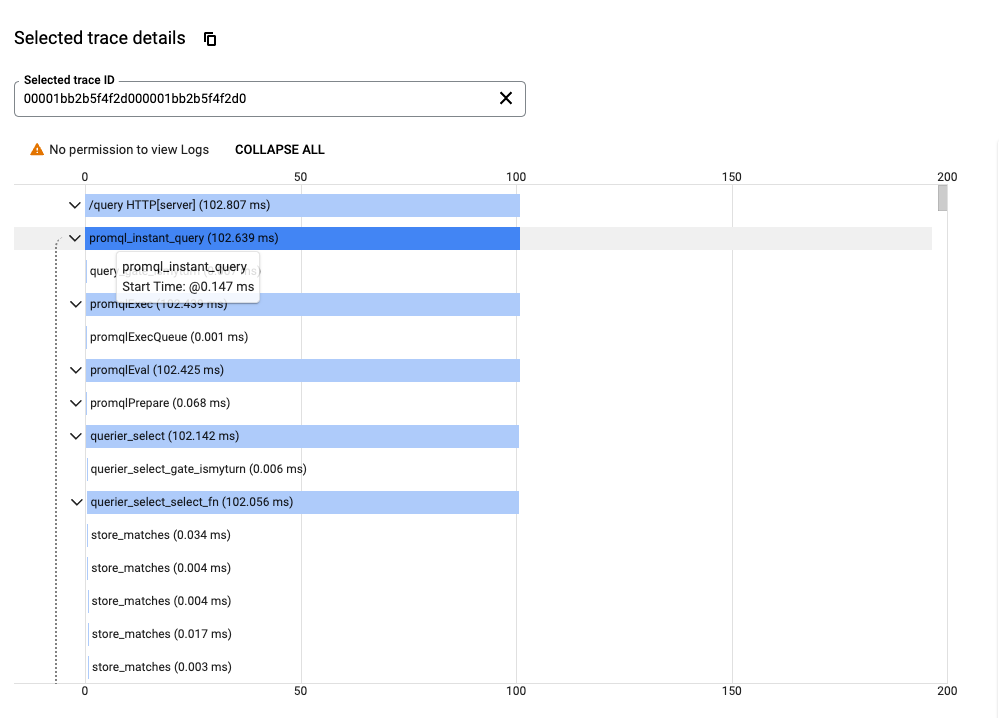 Selected trace details
Selected trace ID
00001bb2b5f4f2d000001bb2b5f4f2d0
No permission to view Logs COLLAPSE ALL
0 50 100 150 200
/query HTTP[server] (102.807 ms)
promql_instant_query (102.639 ms)
query
promql_instant_query
Start Time: @0.147 ms
promqlExec (102.439 ms)
promqlExecQueue (0.001 ms)
promqlEval (102.425 ms)
promqlPrepare (0.068 ms)
querier_select (102.142 ms)
querier_select_gate_ismyturn (0.006 ms)
querier_select_select_fn (102.056 ms)
store_matches (0.034 ms)
store_matches (0.004 ms)
store_matches (0.004 ms)
store_matches (0.017 ms)
store_matches (0.003 ms)
0 50 100 150 200